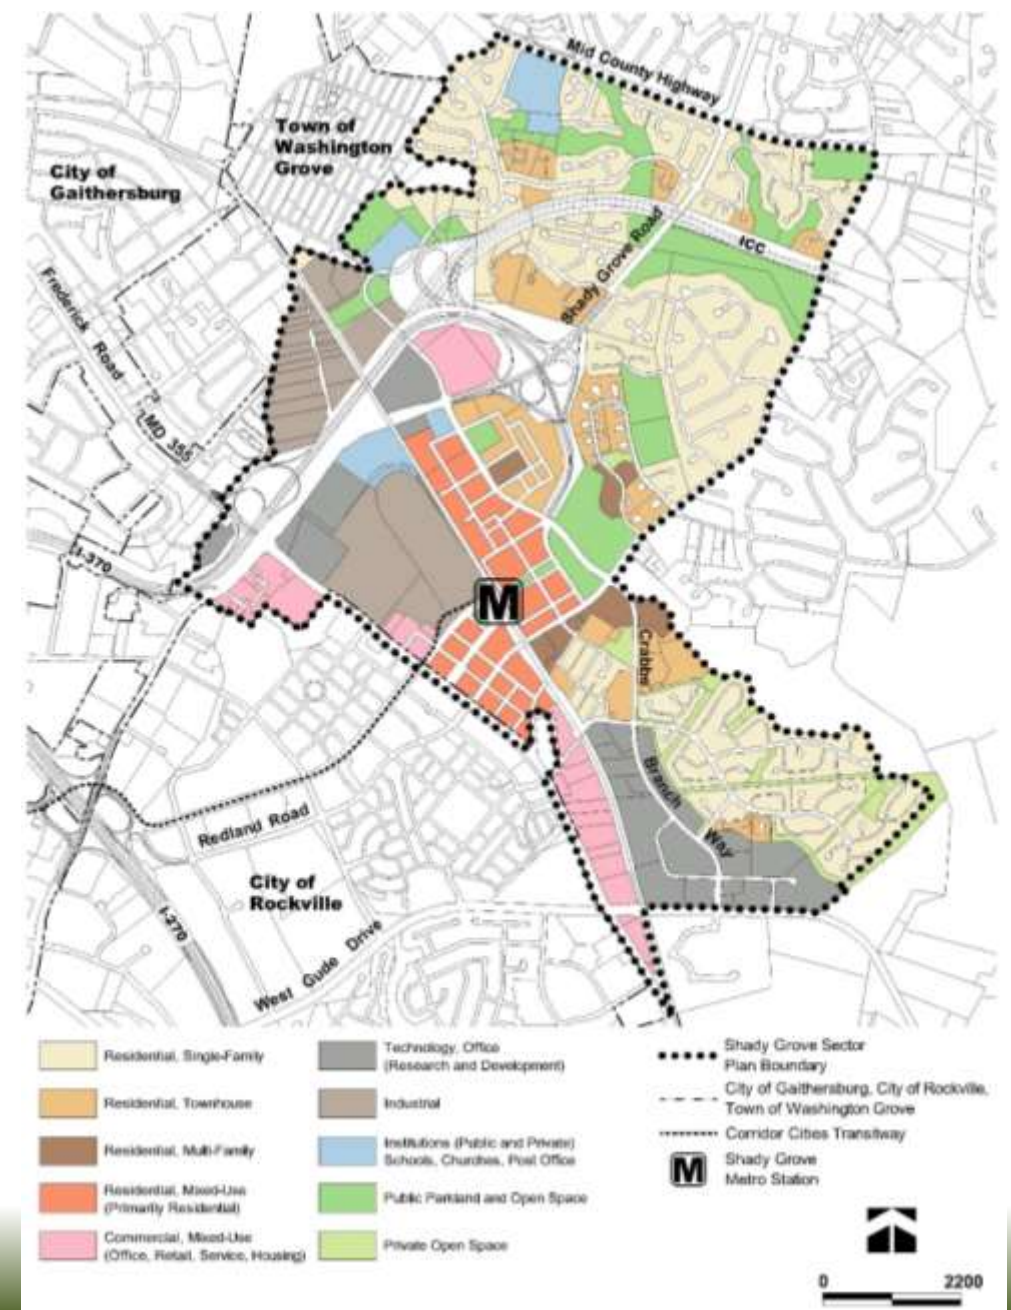 Mid County Highway
Town of
Washington
Grove
City of
Gaithersburg
ICC
Shady Grove Road
Frederick
Road
MD 355
I-370
M
Crabbs
Branch
Way
Redland Road
City of
Rockville
I-270
West Gude Drive
Residential, Single-Family
Residential, Townhouse
Residential, Multi-Family
Residential, Mixed-Use
(Primarily Residential)
Commercial, Mixed-Use
(Office, Retail, Service, Housing)
Technology, Office
(Research and Development)
Industrial
Institutions (Public and Private)
Schools, Churches, Post Office
Public Parkland and Open Space
Private Open Space
Shady Grove Sector
Plan Boundary
City of Gaithersburg, City of Rockville,
Town of Washington Grove
Corridor Cities Transitway
M
Shady Grove
Metro Station
0 2200